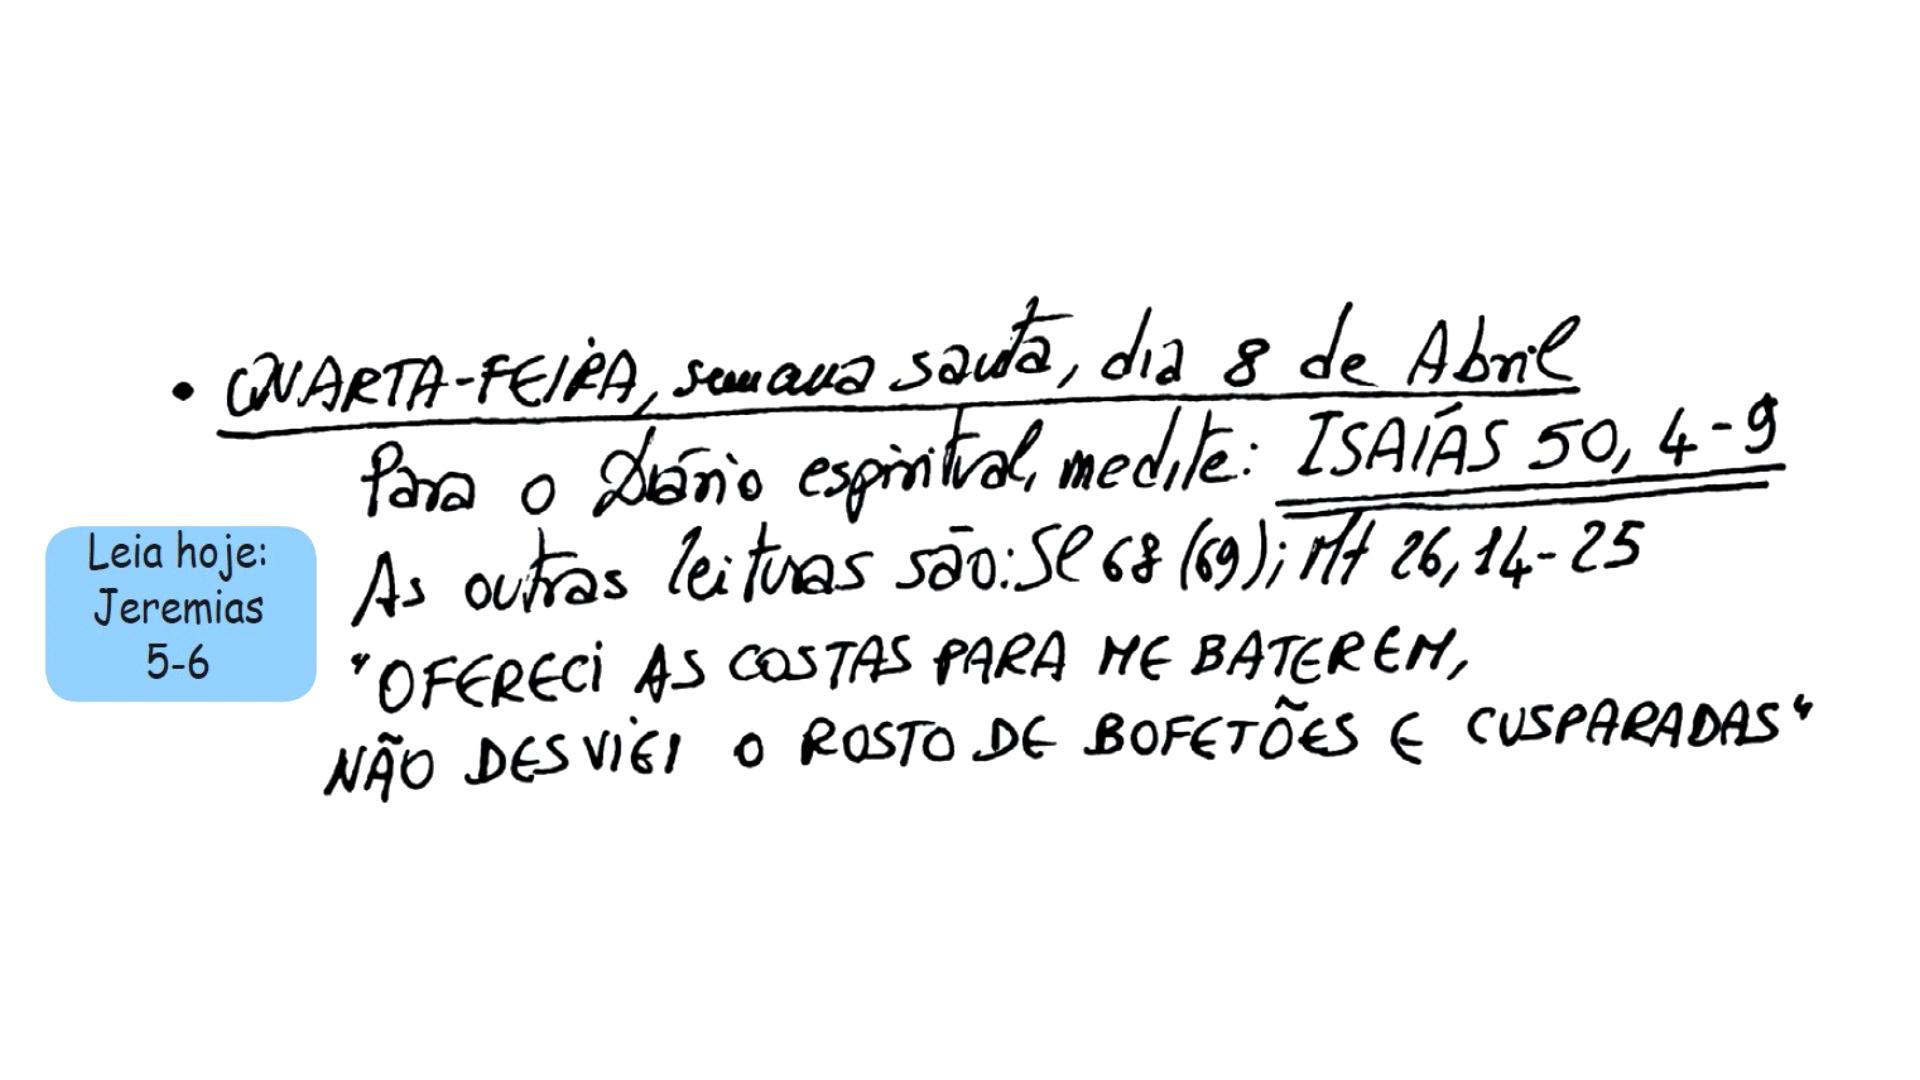 • QUARTA-FEIRA, semana santa, dia 8 de Abril
Para o Diário espiritual, medite: ISAÍAS 50, 4-9
As outras leituras são: Sl 68 (69); Mt 26, 14-25
"OFERECI AS COSTAS PARA ME BATEREM,
NÃO DESVIEI O ROSTO DE BOFETÕES E CUSPARADAS"
Leia hoje:
Jeremias
5-6